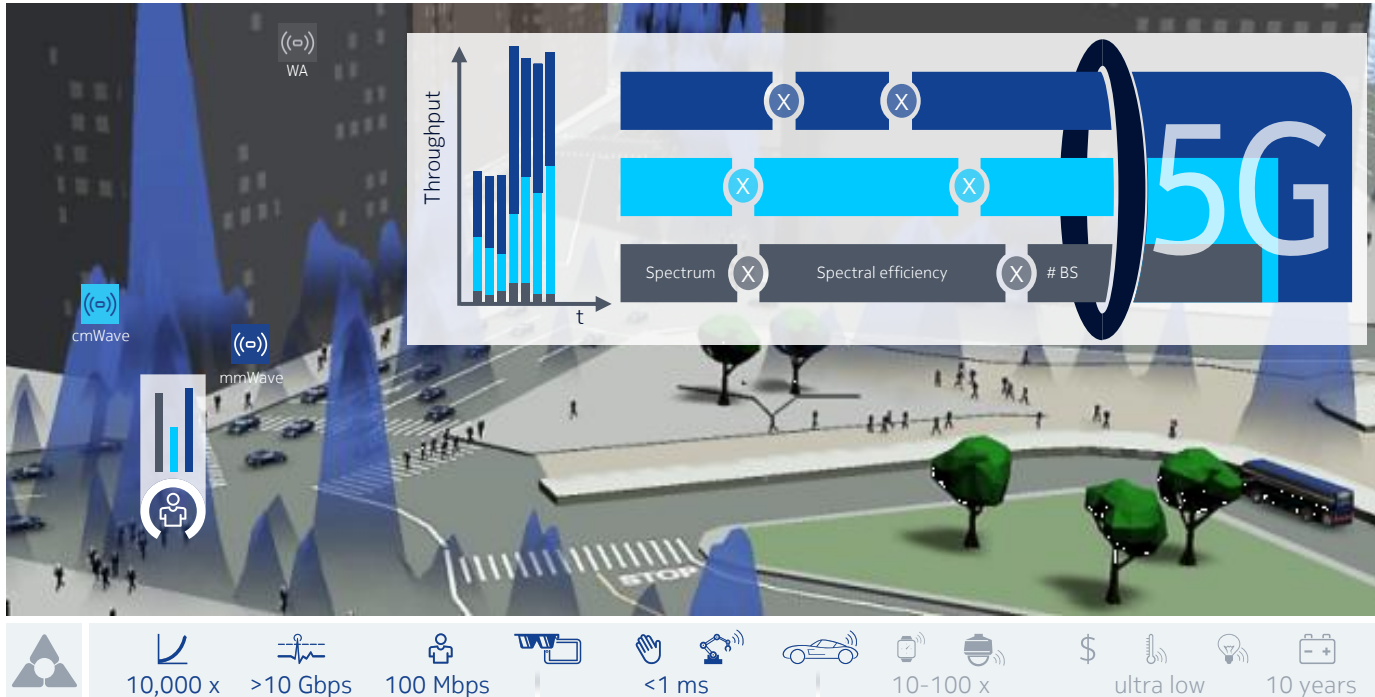 WA
cmWave
mmWave
Throughput
t
X X
X X
Spectrum X Spectral efficiency X # BS
5G
STOP
10,000 x >10 Gbps 100 Mbps <1 ms 10-100 x ultra low 10 years
$